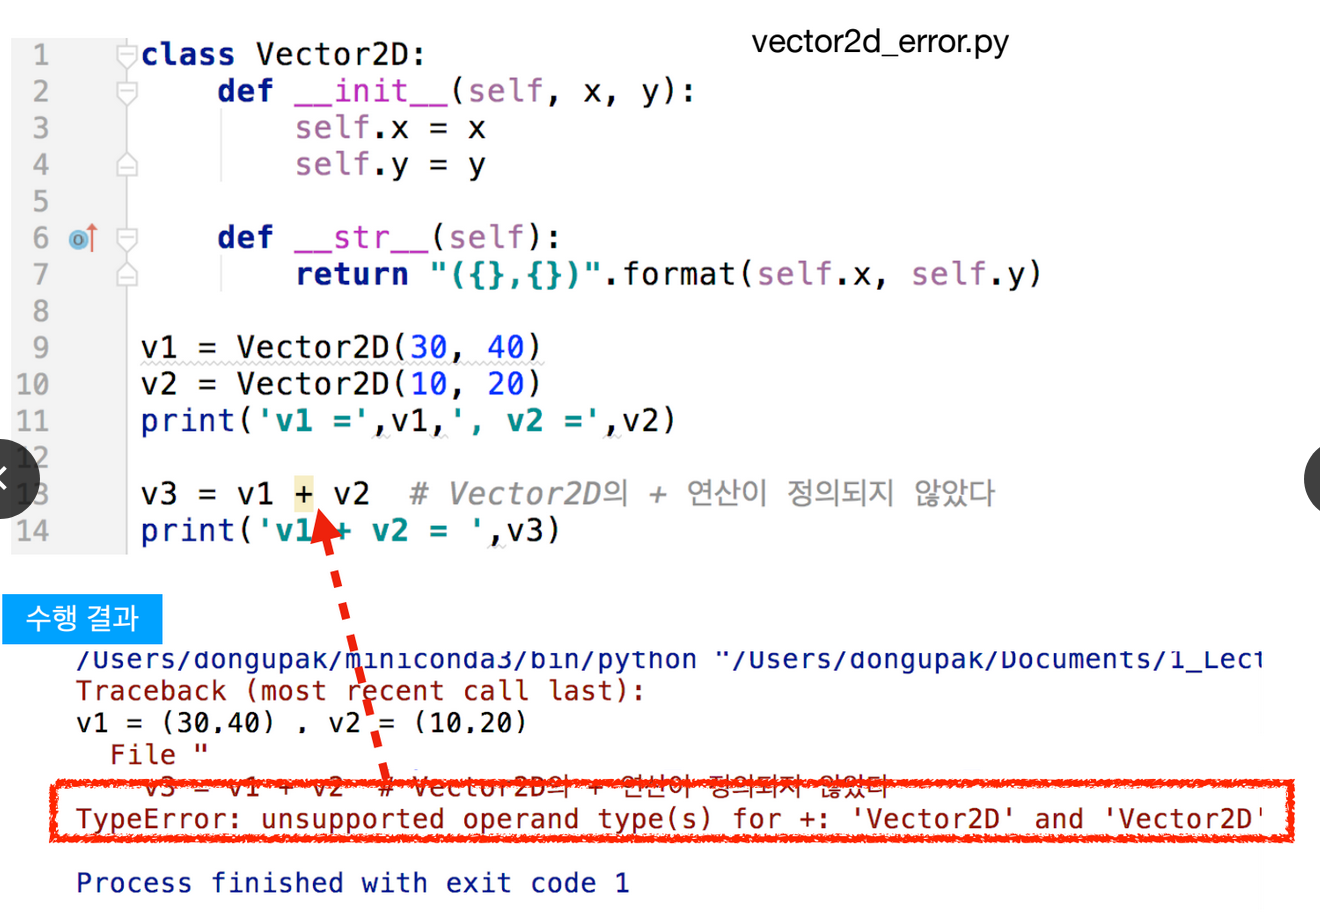 vector2d_error.py
1 class Vector2D:
2 def __init__(self, x, y):
3 self.x = x
4 self.y = y
5
6 def __str__(self):
7 return "({},{})".format(self.x, self.y)
8
9 v1 = Vector2D(30, 40)
10 v2 = Vector2D(10, 20)
11 print('v1 =',v1,', v2 =',v2)
12
13 v3 = v1 + v2 # Vector2D의 + 연산이 정의되지 않았다
14 print('v1 + v2 = ',v3)
수행 결과
/Users/dongupak/miniconda3/bin/python "/Users/dongupak/Documents/1_Lect
Traceback (most recent call last):
v1 = (30,40) , v2 = (10,20)
File "
v3 = v1 + v2 # Vector2D의 + 연산이 정의되지 않았다
TypeError: unsupported operand type(s) for +: 'Vector2D' and 'Vector2D'
Process finished with exit code 1